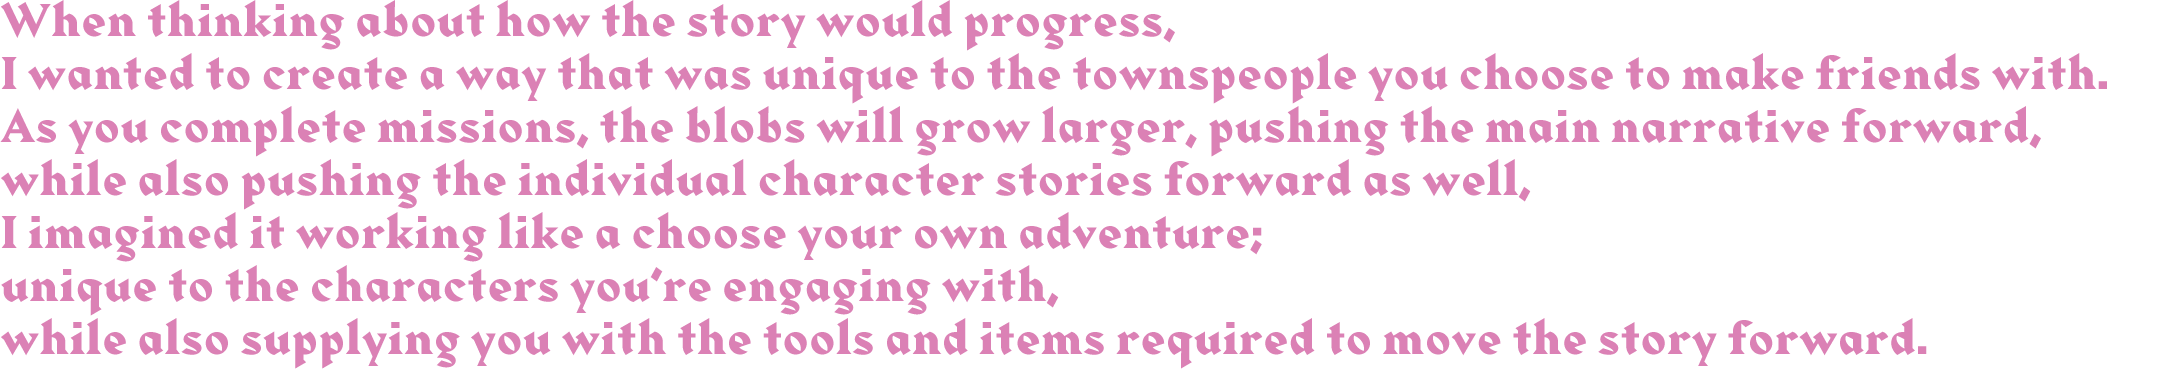 When thinking about how the story would progress,
I wanted to create a way that was unique to the townspeople you choose to make friends with.
As you complete missions, the blobs will grow larger, pushing the main narrative forward,
while also pushing the individual character stories forward as well,
I imagined it working like a choose your own adventure;
unique to the characters you're engaging with,
while also supplying you with the tools and items required to move the story forward.